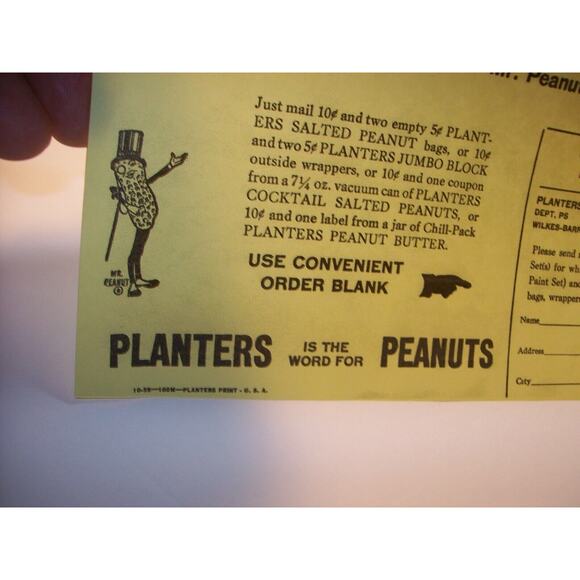 Mr. Peanut
Just mail 10¢ and two empty 5¢ PLANT-
ERS SALTED PEANUT bags, or 10¢
and two 5¢ PLANTERS JUMBO BLOCK
outside wrappers, or 10¢ and one coupon
from a 7¼ oz. vacuum can of PLANTERS
COCKTAIL SALTED PEANUTS, or
10¢ and one label from a jar of Chill-Pack
PLANTERS PEANUT BUTTER.
USE CONVENIENT
ORDER BLANK
MR.
PEANUT
®
PLANTERS IS THE WORD FOR PEANUTS
10-59—100M—PLANTERS PRINT - U. S. A.
PLANTERS
DEPT. PS
WILKES-BARR
Please send
Set(s) for whi
Paint Set) and
bags, wrappers
Name
Address
City